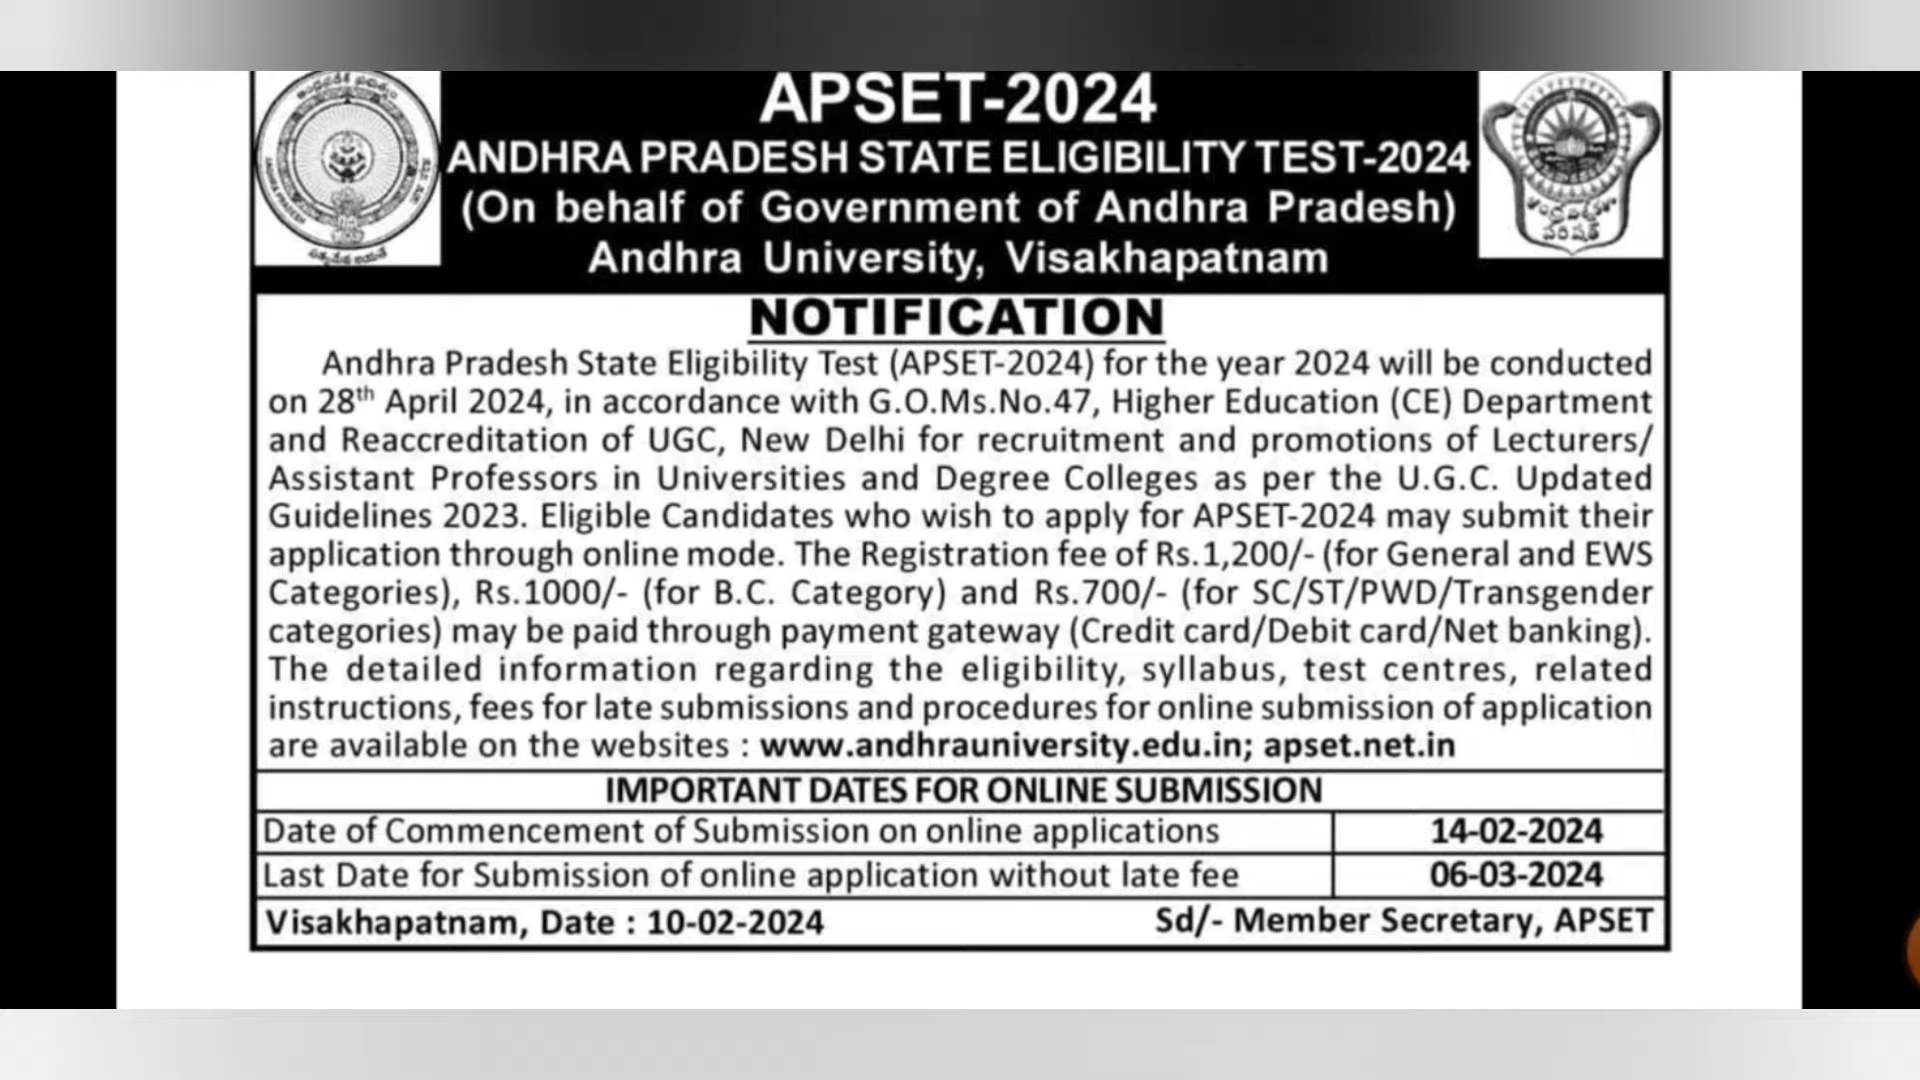 APSET-2024
ANDHRA PRADESH STATE ELIGIBILITY TEST-2024
(On behalf of Government of Andhra Pradesh)
Andhra University, Visakhapatnam
NOTIFICATION
Andhra Pradesh State Eligibility Test (APSET-2024) for the year 2024 will be conducted
on 28th April 2024, in accordance with G.O.Ms.No.47, Higher Education (CE) Department
and Reaccreditation of UGC, New Delhi for recruitment and promotions of Lecturers/
Assistant Professors in Universities and Degree Colleges as per the U.G.C. Updated
Guidelines 2023. Eligible Candidates who wish to apply for APSET-2024 may submit their
application through online mode. The Registration fee of Rs.1,200/- (for General and EWS
Categories), Rs.1000/- (for B.C. Category) and Rs.700/- (for SC/ST/PWD/Transgender
categories) may be paid through payment gateway (Credit card/Debit card/Net banking).
The detailed information regarding the eligibility, syllabus, test centres, related
instructions, fees for late submissions and procedures for online submission of application
are available on the websites : www.andhrauniversity.edu.in; apset.net.in
IMPORTANT DATES FOR ONLINE SUBMISSION
Date of Commencement of Submission on online applications 14-02-2024
Last Date for Submission of online application without late fee 06-03-2024
Visakhapatnam, Date : 10-02-2024 Sd/- Member Secretary, APSET